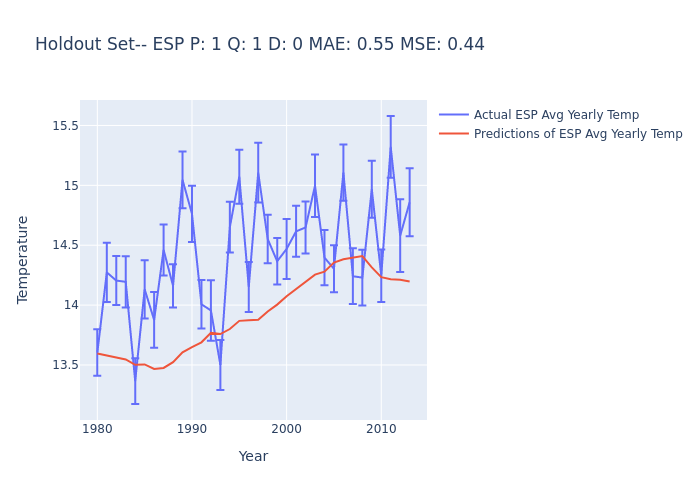 Holdout Set-- ESP P: 1 Q: 1 D: 0 MAE: 0.55 MSE: 0.44
Actual ESP Avg Yearly Temp
Predictions of ESP Avg Yearly Temp
15.5
15
14.5
14
13.5
Temperature
1980
1990
2000
2010
Year